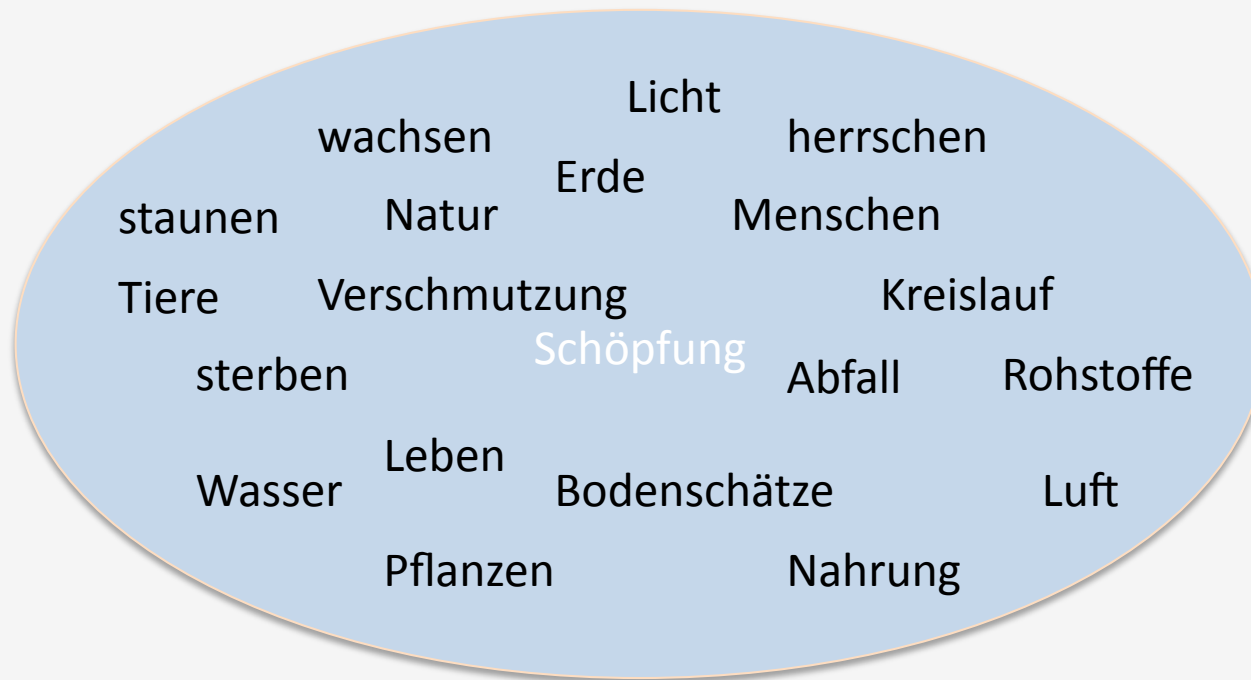 Licht
wachsen herrschen
Erde
staunen Natur Menschen
Tiere Verschmutzung Kreislauf
Schöpfung
sterben Abfall Rohstoffe
Leben
Wasser Bodenschätze Luft
Pflanzen Nahrung